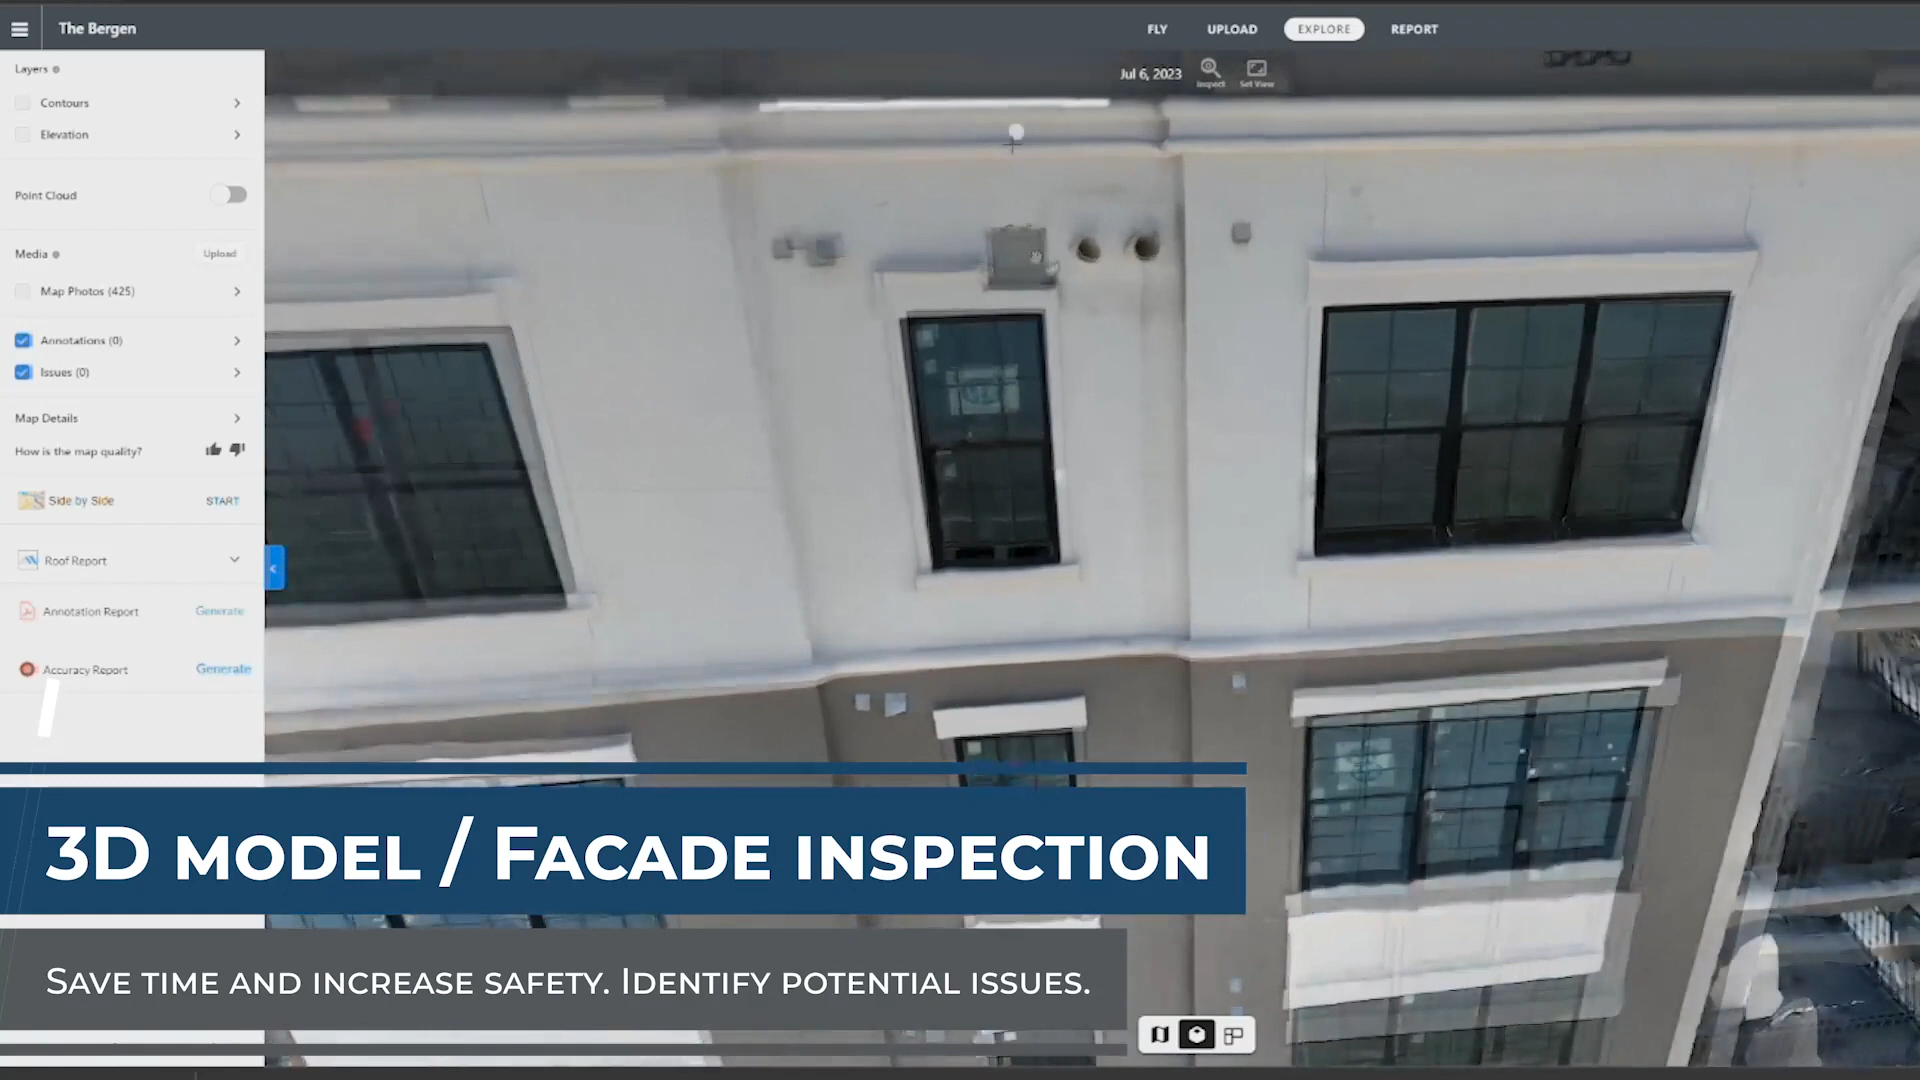 The Bergen
FLY UPLOAD EXPLORE REPORT
Jul 6, 2023 Inspect Set View
Layers
Contours
Elevation
Point Cloud
Media Upload
Map Photos (425)
Annotations (0)
Issues (0)
Map Details
How is the map quality?
Side by Side START
Roof Report
Annotation Report Generate
Accuracy Report Generate
3D MODEL / FACADE INSPECTION
SAVE TIME AND INCREASE SAFETY. IDENTIFY POTENTIAL ISSUES.